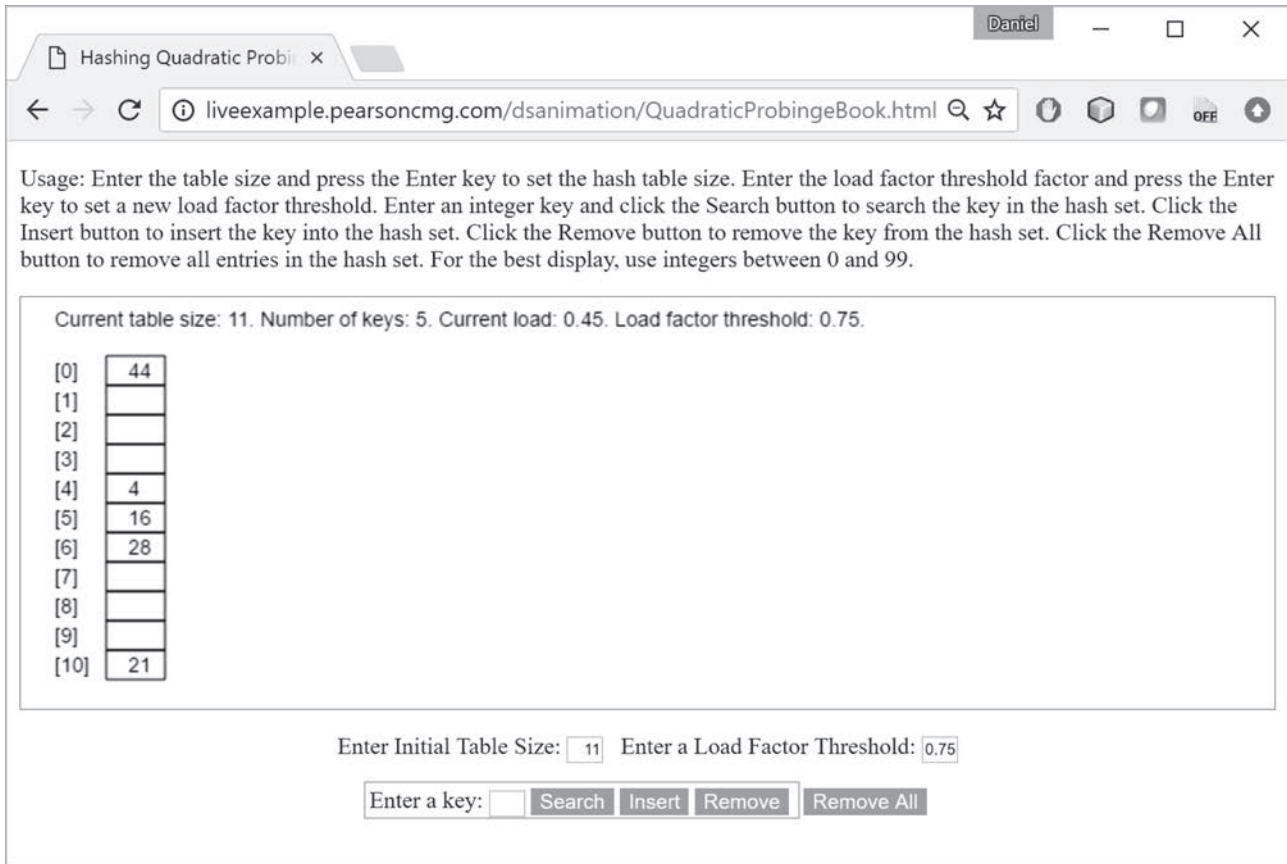 Daniel
Hashing Quadratic Probi
liveexample.pearsoncmg.com/dsanimation/QuadraticProbingeBook.html
OFF
Usage: Enter the table size and press the Enter key to set the hash table size. Enter the load factor threshold factor and press the Enter
key to set a new load factor threshold. Enter an integer key and click the Search button to search the key in the hash set. Click the
Insert button to insert the key into the hash set. Click the Remove button to remove the key from the hash set. Click the Remove All
button to remove all entries in the hash set. For the best display, use integers between 0 and 99.
Current table size: 11. Number of keys: 5. Current load: 0.45. Load factor threshold: 0.75.
[0] 44
[1]
[2]
[3]
[4] 4
[5] 16
[6] 28
[7]
[8]
[9]
[10] 21
Enter Initial Table Size: 11 Enter a Load Factor Threshold: 0.75
Enter a key: Search Insert Remove Remove All